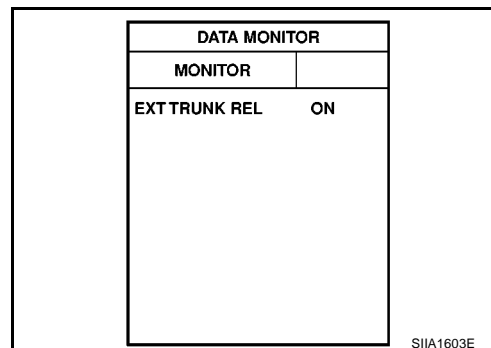 DATA MONITOR
MONITOR
EXT TRUNK REL ON
SIIA1603E